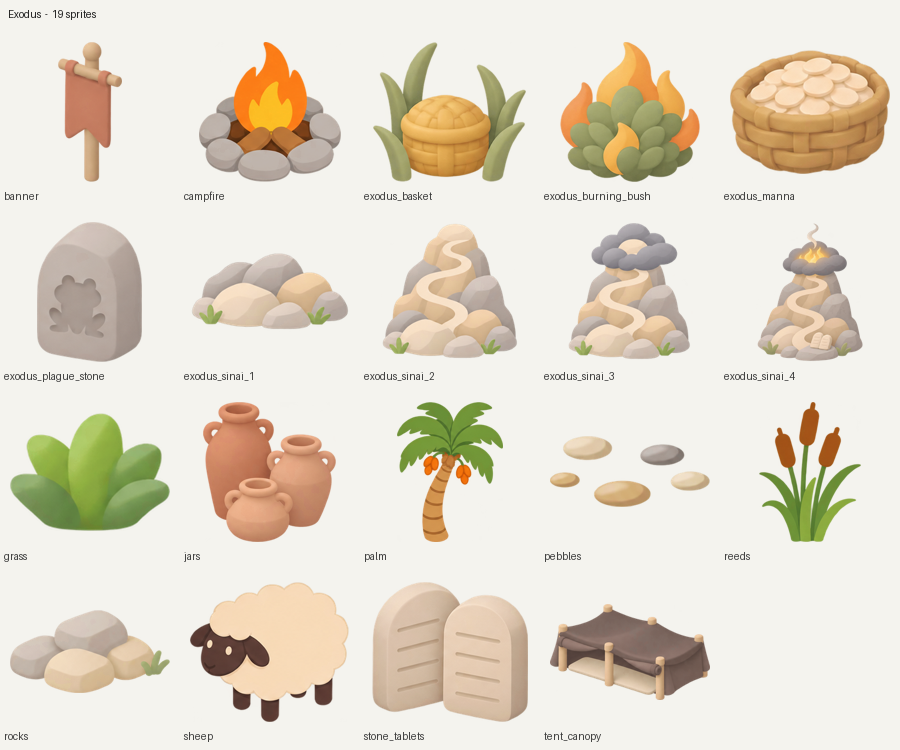 Exodus - 19 sprites
banner
campfire
exodus_basket
exodus_burning_bush
exodus_manna
exodus_plague_stone
exodus_sinai_1
exodus_sinai_2
exodus_sinai_3
exodus_sinai_4
grass
jars
palm
pebbles
reeds
rocks
sheep
stone_tablets
tent_canopy